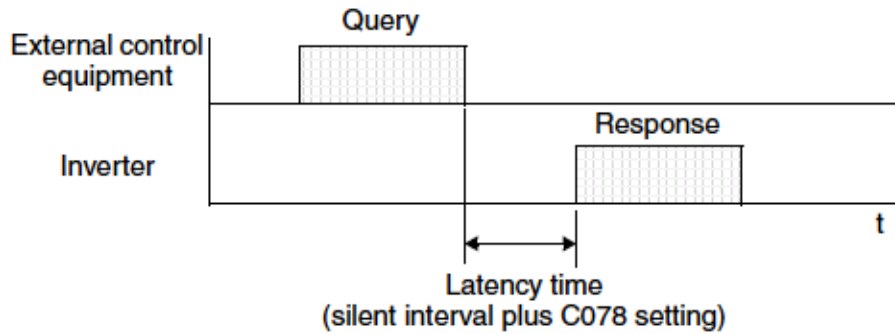 Query
External control
equipment
Response
Inverter
t
Latency time
(silent interval plus C078 setting)